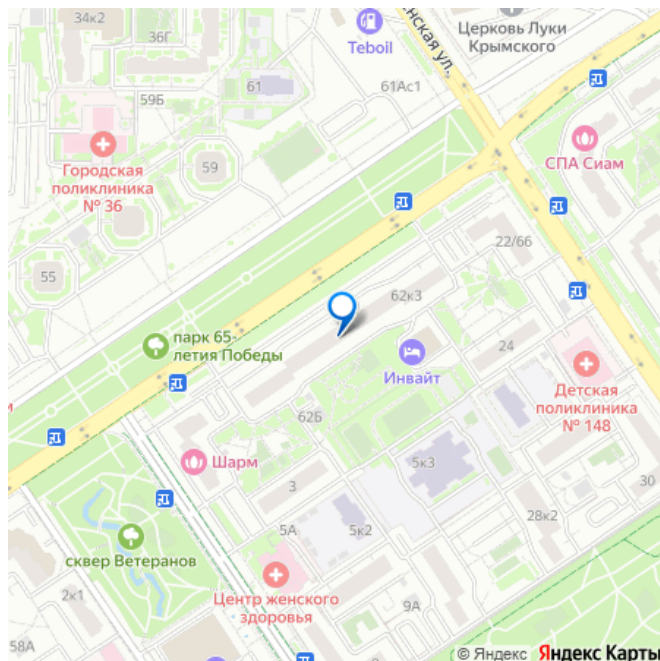 34к2
36Г
Teboil
нская ул.
Церковь Луки
Крымского
59Б
61
61Ас1
Городская
поликлиника
№ 36
59
СПА Сиам
55
22/66
62к3
парк 65-
летия Победы
Инвайт
24
Детская
поликлиника
№ 148
62Б
Шарм
3
5к3
30
5А
5к2
28к2
сквер Ветеранов
2к1
Центр женского
здоровья
9А
58А
© Яндекс Яндекс Карты